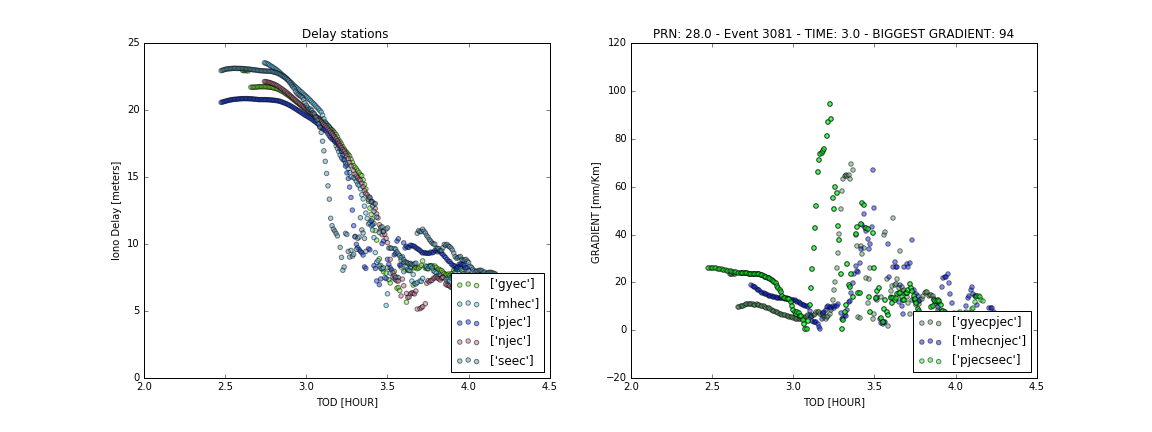 Delay stations
25
20
15
10
5
0
Iono Delay [meters]
2.0 2.5 3.0 3.5 4.0 4.5
TOD [HOUR]
['gyec']
['mhec']
['pjec']
['njec']
['seec']
PRN: 28.0 - Event 3081 - TIME: 3.0 - BIGGEST GRADIENT: 94
120
100
80
60
40
20
0
−20
GRADIENT [mm/Km]
2.0 2.5 3.0 3.5 4.0 4.5
TOD [HOUR]
['gyecpjec']
['mhecnjec']
['pjecseec']